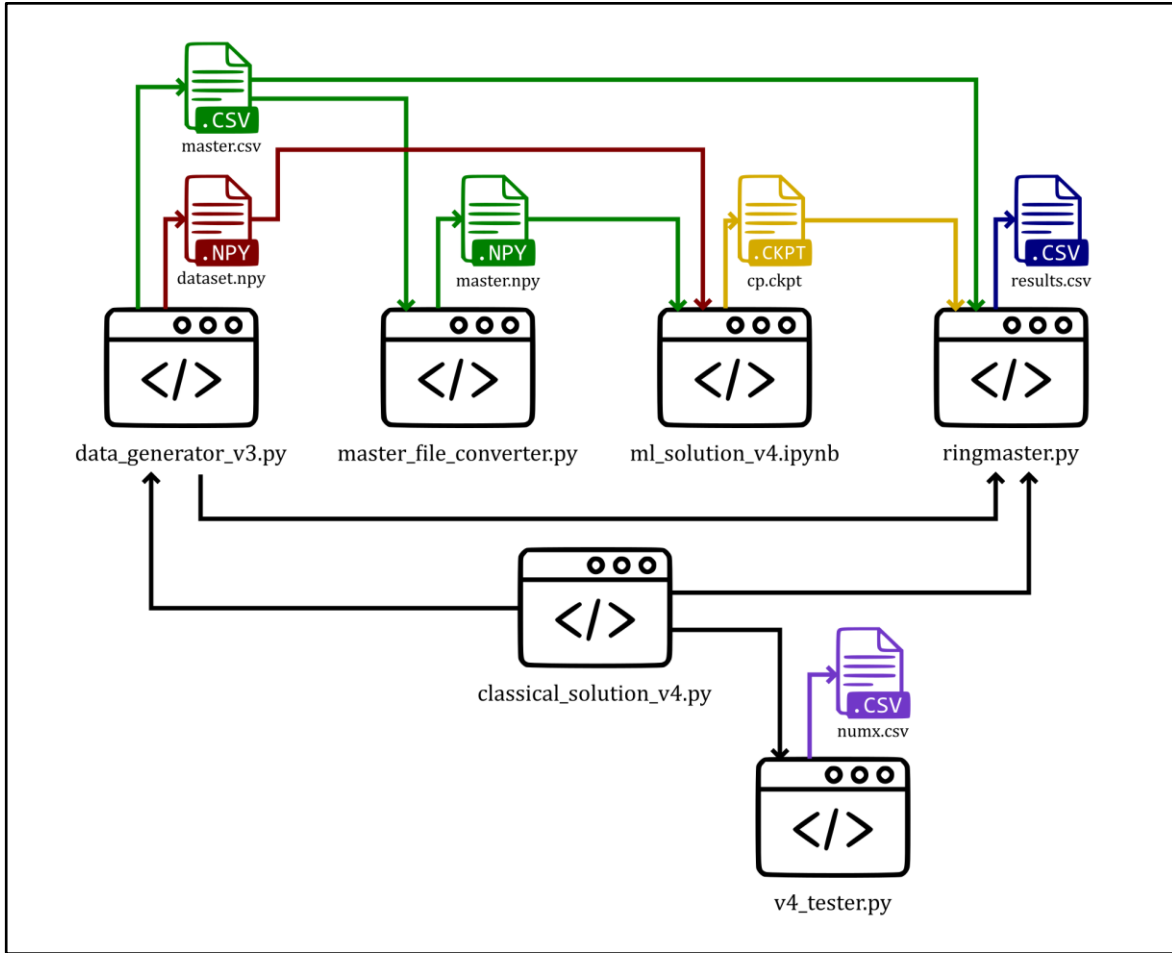 .CSV
master.csv
.NPY
dataset.npy
.NPY
master.npy
.CKPT
cp.ckpt
.CSV
results.csv
</>
data_generator_v3.py
</>
master_file_converter.py
</>
ml_solution_v4.ipynb
</>
ringmaster.py
</>
classical_solution_v4.py
.CSV
numx.csv
</>
v4_tester.py